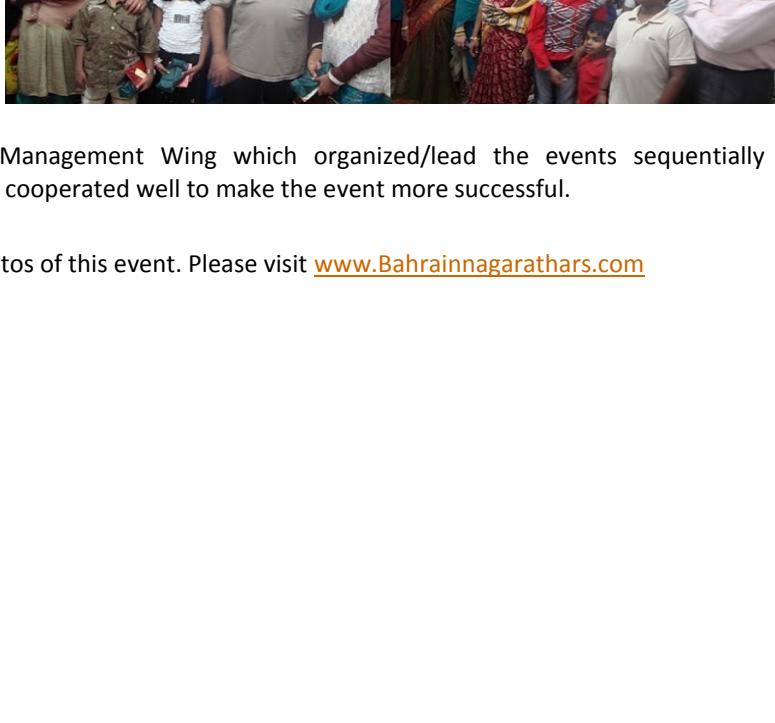 Management Wing which organized/lead the events sequentially
cooperated well to make the event more successful.
tos of this event. Please visit www.Bahrainnagarathars.com